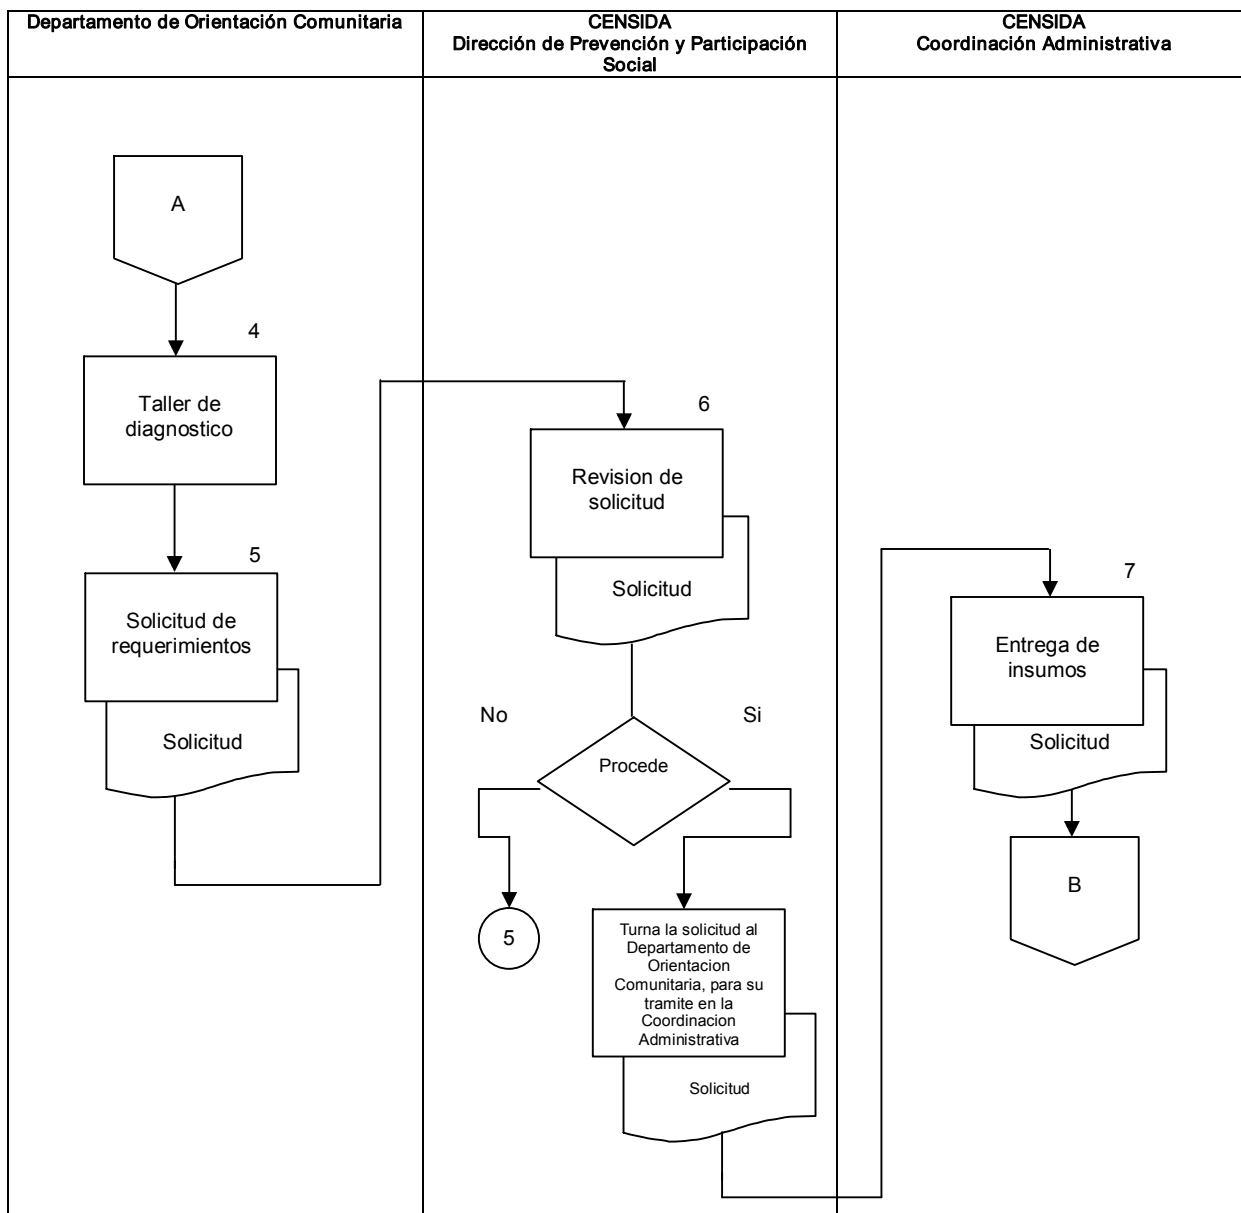 Departamento de Orientación Comunitaria
CENSIDA
Dirección de Prevención y Participación
Social
CENSIDA
Coordinación Administrativa
A
4
Taller de
diagnostico
5
Solicitud de
requerimientos
Solicitud
6
Revision de
solicitud
Solicitud
No
Si
Procede
5
Turna la solicitud al
Departamento de
Orientacion
Comunitaria, para su
tramite en la
Coordinacion
Administrativa
Solicitud
7
Entrega de
insumos
Solicitud
B